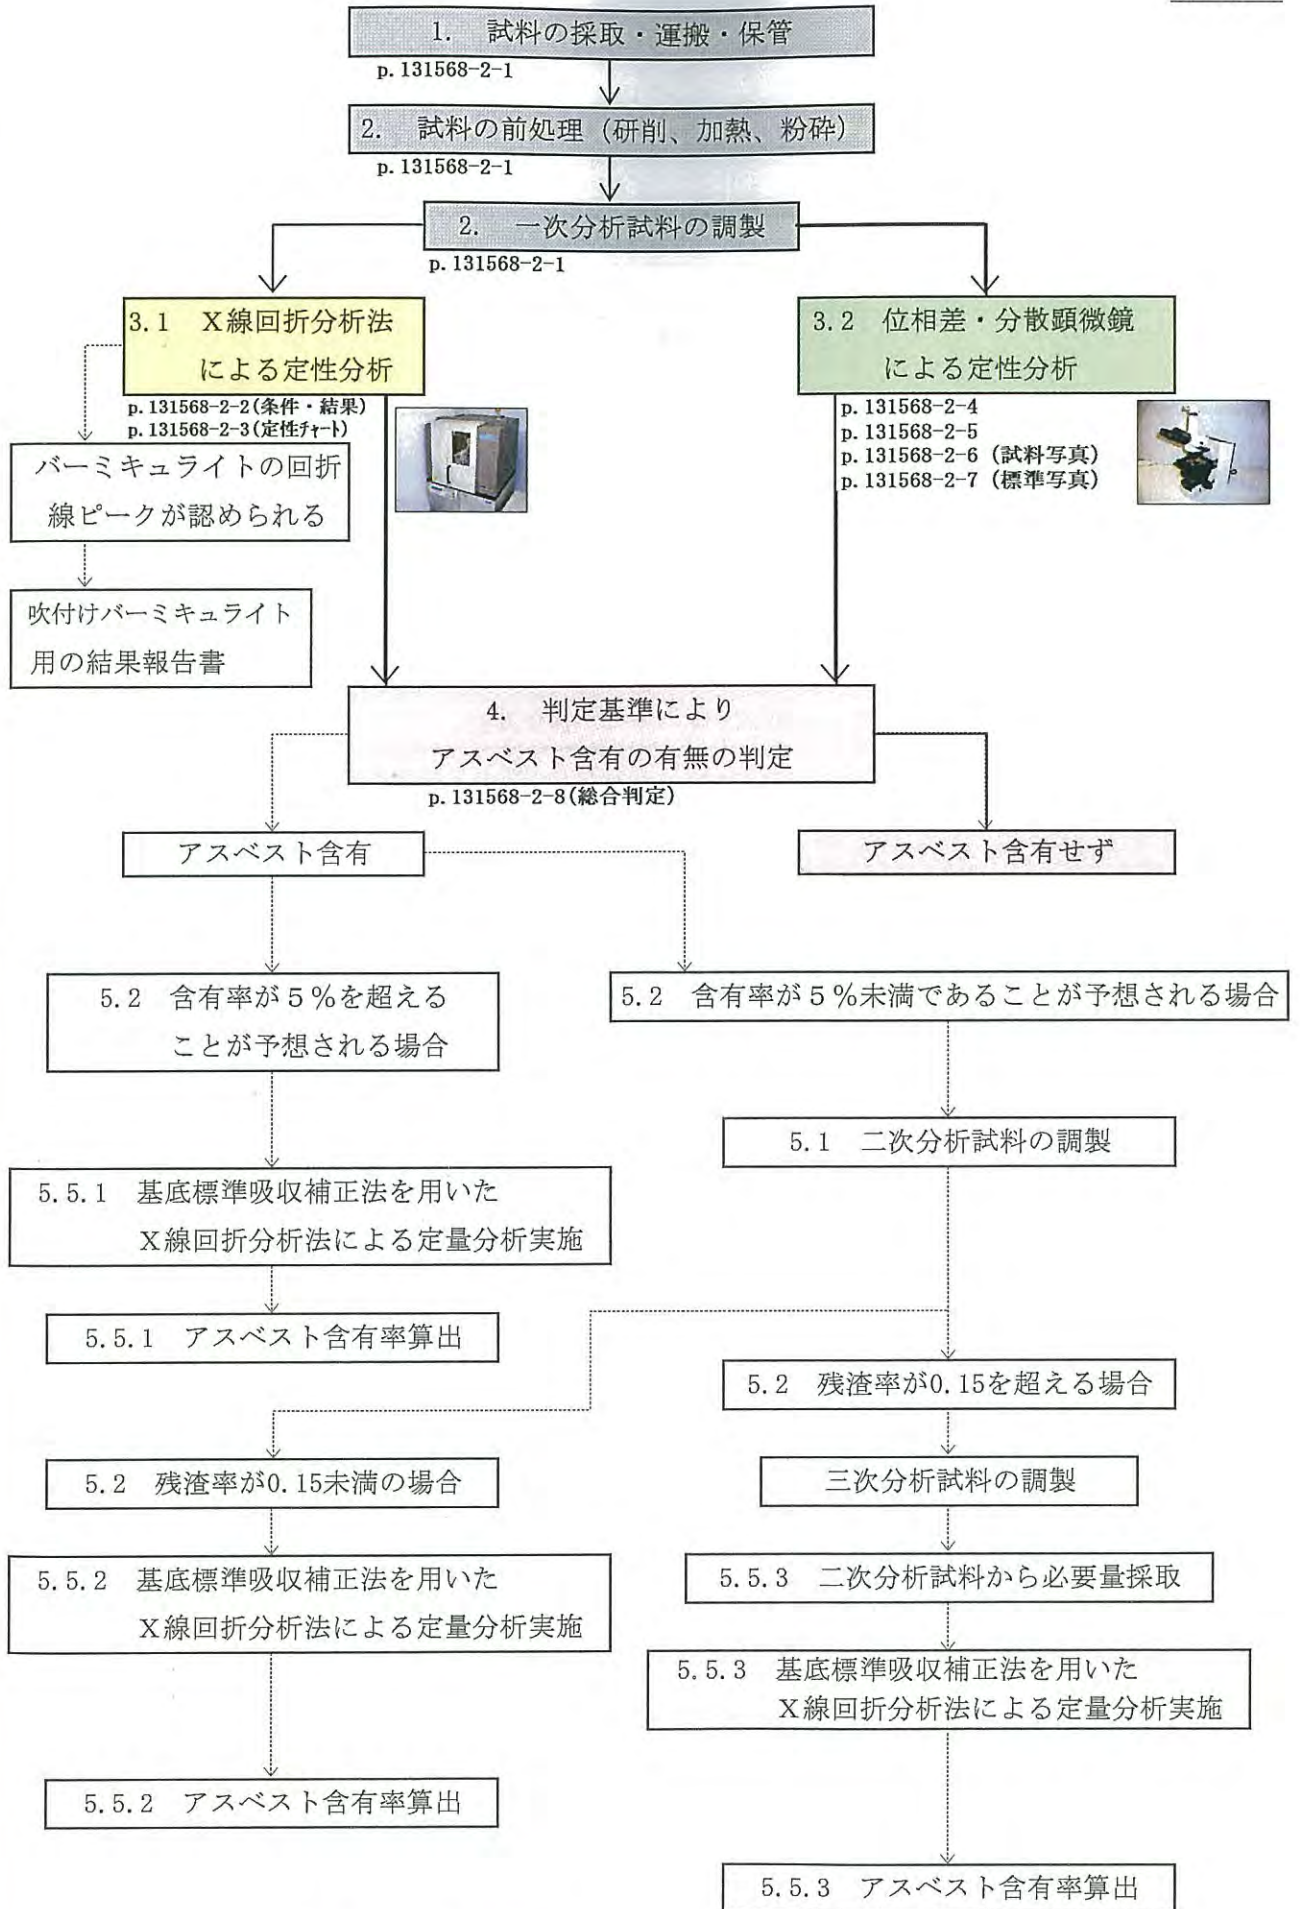 1. 試料の採取・運搬・保管
p.131568-2-1
2. 試料の前処理(研削、加熱、粉砕)
p.131568-2-1
2. 一次分析試料の調製
p.131568-2-1
3.1 X線回折分析法
による定性分析
p.131568-2-2(条件・結果)
p.131568-2-3(定性チャート)
3.2 位相差・分散顕微鏡
による定性分析
p.131568-2-4
p.131568-2-5
p.131568-2-6 (試料写真)
p.131568-2-7 (標準写真)
バーミキュライトの回折
線ピークが認められる
吹付けバーミキュライト
用の結果報告書
4. 判定基準により
アスベスト含有の有無の判定
p.131568-2-8(総合判定)
アスベスト含有
アスベスト含有せず
5.2 含有率が5%を超える
ことが予想される場合
5.2 含有率が5%未満であることが予想される場合
5.1 二次分析試料の調製
5.5.1 基底標準吸収補正法を用いた
X線回折分析法による定量分析実施
5.5.1 アスベスト含有率算出
5.2 残渣率が0.15を超える場合
5.2 残渣率が0.15未満の場合
三次分析試料の調製
5.5.2 基底標準吸収補正法を用いた
X線回折分析法による定量分析実施
5.5.3 二次分析試料から必要量採取
5.5.3 基底標準吸収補正法を用いた
X線回折分析法による定量分析実施
5.5.2 アスベスト含有率算出
5.5.3 アスベスト含有率算出